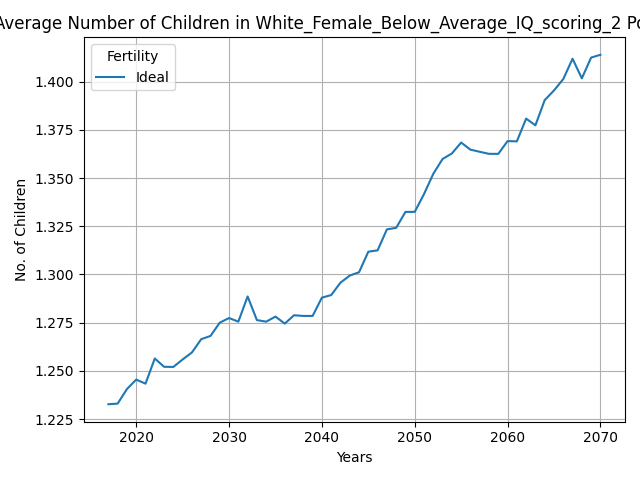 Average Number of Children in White_Female_Below_Average_IQ_scoring_2
Fertility
Ideal
No. of Children
1.400
1.375
1.350
1.325
1.300
1.275
1.250
1.225
2020 2030 2040 2050 2060 2070
Years